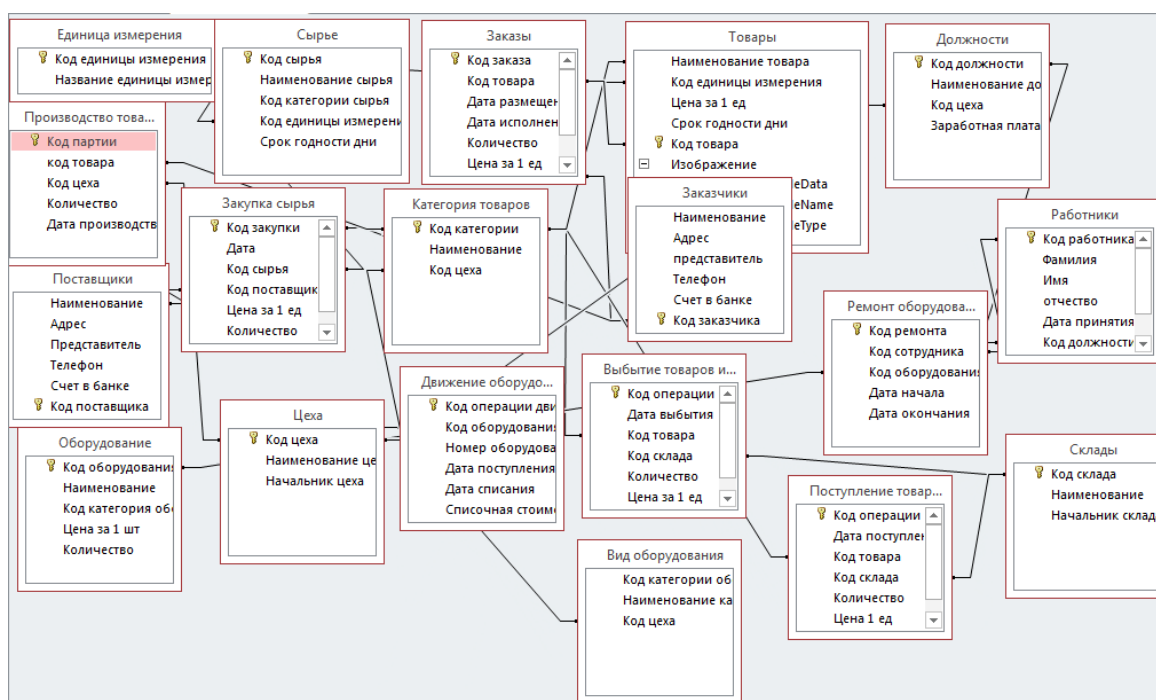 Единица измерения
Код единицы измерения
Название единицы измер
Сырье
Код сырья
Наименование сырья
Код категории сырья
Код единицы измерени
Срок годности дни
Заказы
Код заказа
Код товара
Дата размещен
Дата исполнен
Количество
Цена за 1 ед
Товары
Наименование товара
Код единицы измерения
Цена за 1 ед
Срок годности дни
Код товара
Изображение
eData
eName
eType
Должности
Код должности
Наименование до
Код цеха
Заработная плата
Производство това...
Код партии
код товара
Код цеха
Количество
Дата производств
Закупка сырья
Код закупки
Дата
Код сырья
Код поставщик
Цена за 1 ед
Количество
Категория товаров
Код категории
Наименование
Код цеха
Заказчики
Наименование
Адрес
представитель
Телефон
Счет в банке
Код заказчика
Работники
Код работника
Фамилия
Имя
отчество
Дата принятия
Код должности
Поставщики
Наименование
Адрес
Представитель
Телефон
Счет в банке
Код поставщика
Ремонт оборудова...
Код ремонта
Код сотрудника
Код оборудования
Дата начала
Дата окончания
Движение оборудо...
Код операции дви
Код оборудования
Номер оборудова
Дата поступления
Дата списания
Списочная стоим
Выбытие товаров и...
Код операции
Дата выбытия
Код товара
Код склада
Количество
Цена за 1 ед
Цеха
Код цеха
Наименование це
Начальник цеха
Оборудование
Код оборудования
Наименование
Код категория обо
Цена за 1 шт
Количество
Склады
Код склада
Наименование
Начальник склад
Поступление товар...
Код операции
Дата поступлен
Код товара
Код склада
Количество
Цена 1 ед
Вид оборудования
Код категории об
Наименование ка
Код цеха